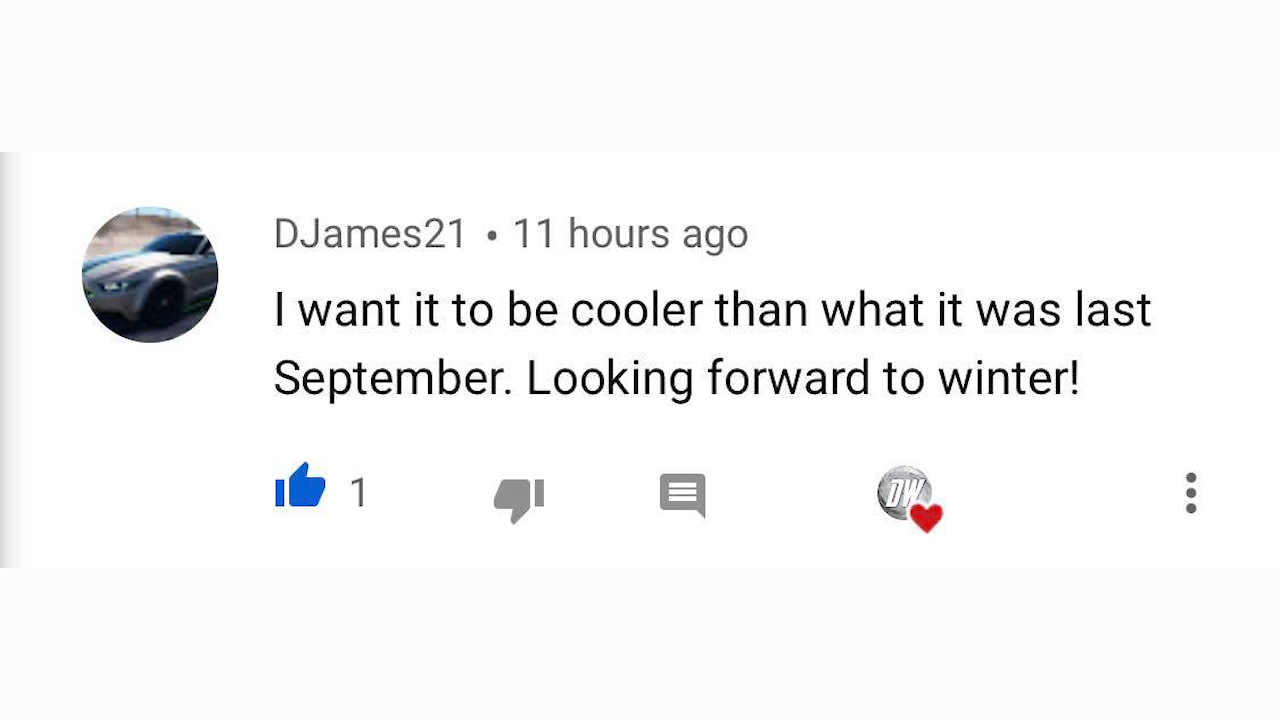 DJames21 • 11 hours ago
I want it to be cooler than what it was last
September. Looking forward to winter!
1
DW